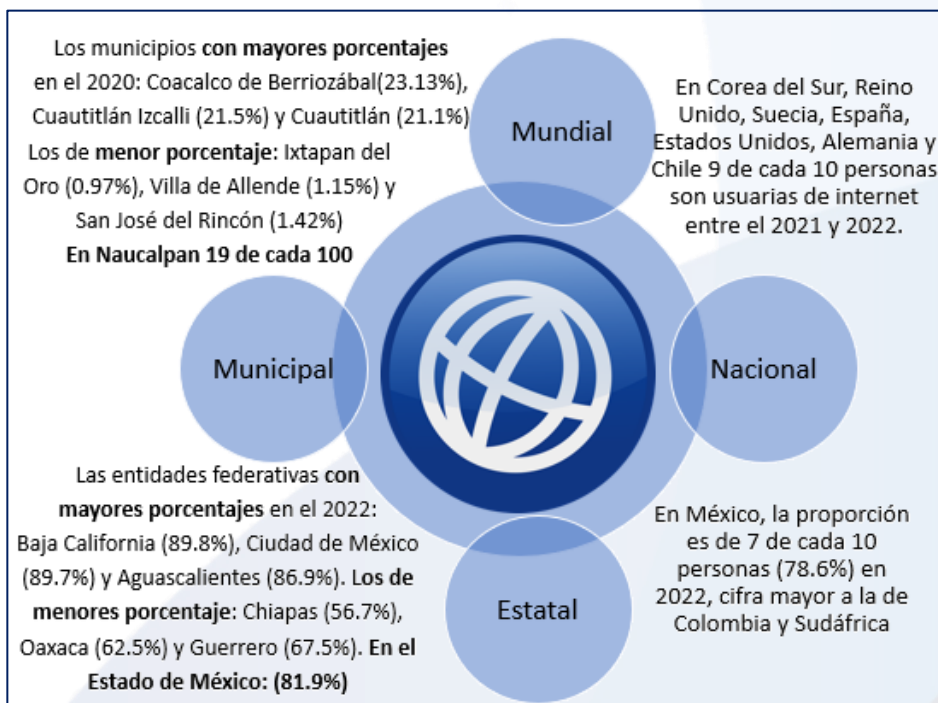 Los municipios con mayores porcentajes
en el 2020: Coacalco de Berriozábal(23.13%),
Cuautitlán Izcalli (21.5%) y Cuautitlán (21.1%)
Los de menor porcentaje: Ixtapan del
Oro (0.97%), Villa de Allende (1.15%) y
San José del Rincón (1.42%)
En Naucalpan 19 de cada 100
Mundial
En Corea del Sur, Reino
Unido, Suecia, España,
Estados Unidos, Alemania y
Chile 9 de cada 10 personas
son usuarias de internet
entre el 2021 y 2022.
Municipal
Nacional
Las entidades federativas con
mayores porcentajes en el 2022:
Baja California (89.8%), Ciudad de México
(89.7%) y Aguascalientes (86.9%). Los de
menores porcentaje: Chiapas (56.7%),
Oaxaca (62.5%) y Guerrero (67.5%). En el
Estado de México: (81.9%)
Estatal
En México, la proporción
es de 7 de cada 10
personas (78.6%) en
2022, cifra mayor a la de
Colombia y Sudáfrica